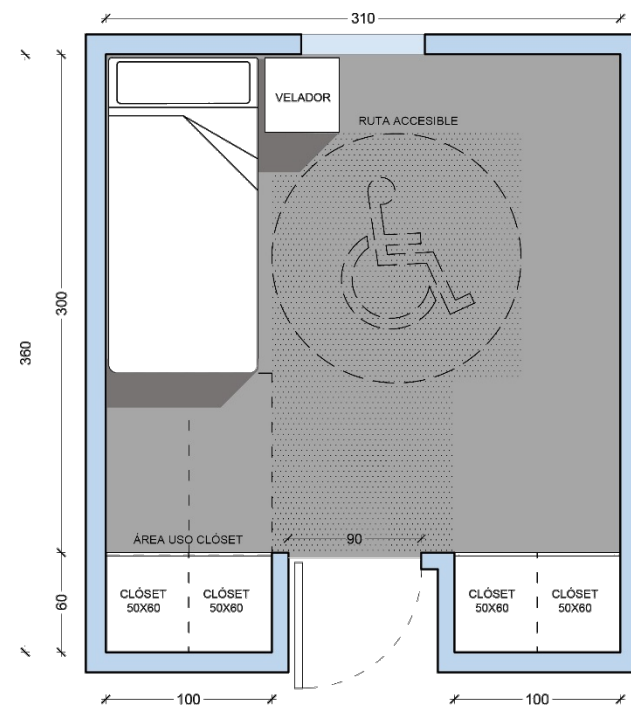 310
VELADOR
RUTA ACCESIBLE
300
360
ÁREA USO CLÓSET
90
60
CLÓSET
50X60
CLÓSET
50X60
CLÓSET
50X60
CLÓSET
50X60
100
100